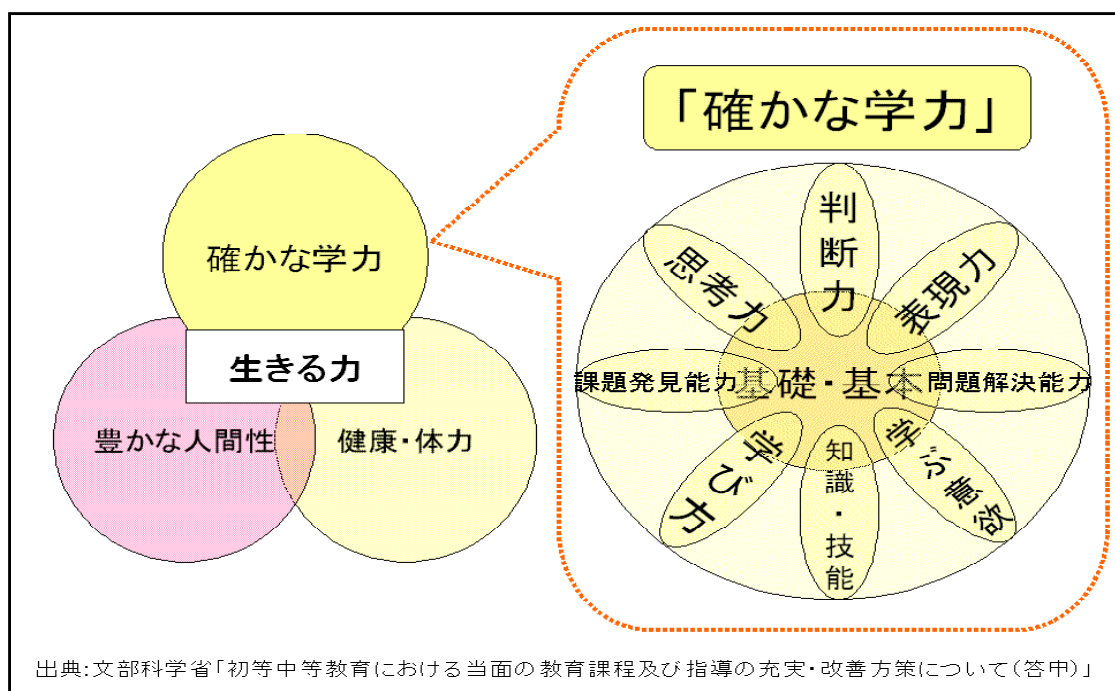 確かな学力
生きる力
豊かな人間性
健康・体力
「確かな学力」
判断力
思考力
表現力
課題発見能力
基礎・基本
問題解決能力
学び方
知識・技能
学ぶ意欲
出典:文部科学省「初等中等教育における当面の教育課程及び指導の充実・改善方策について(答申)」